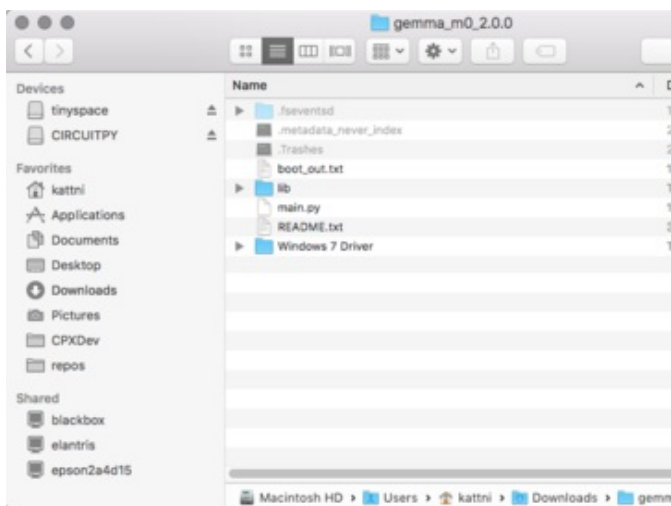 gemma_m0_2.0.0
Devices
tinyspace
CIRCUITPY
Favorites
kattni
Applications
Documents
Desktop
Downloads
Pictures
CPXDev
repos
Shared
blackbox
elantris
epson2a4d15
Name
.fseventsd
.metadata_never_index
.Trashes
boot_out.txt
lib
main.py
README.txt
Windows 7 Driver
Macintosh HD › Users › kattni › Downloads › gemm